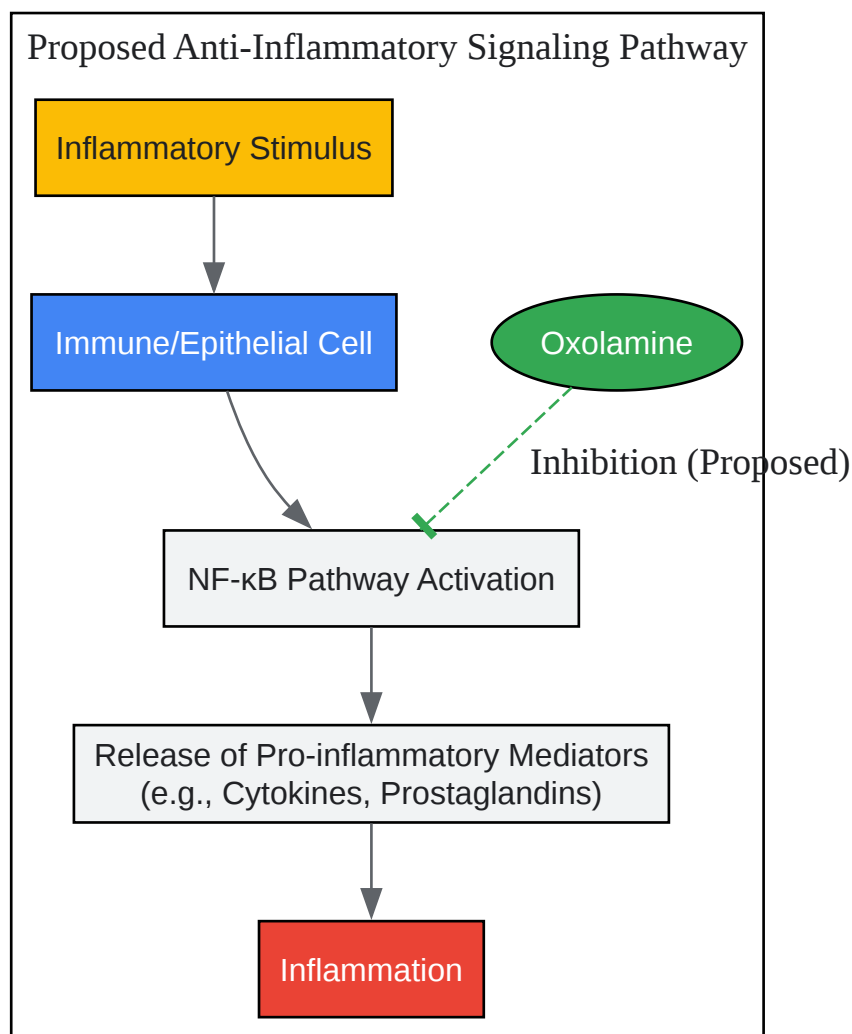 Proposed Anti-Inflammatory Signaling Pathway
Inflammatory Stimulus
Immune/Epithelial Cell
Oxolamine
Inhibition (Proposed)
NF-κB Pathway Activation
Release of Pro-inflammatory Mediators
(e.g., Cytokines, Prostaglandins)
Inflammation